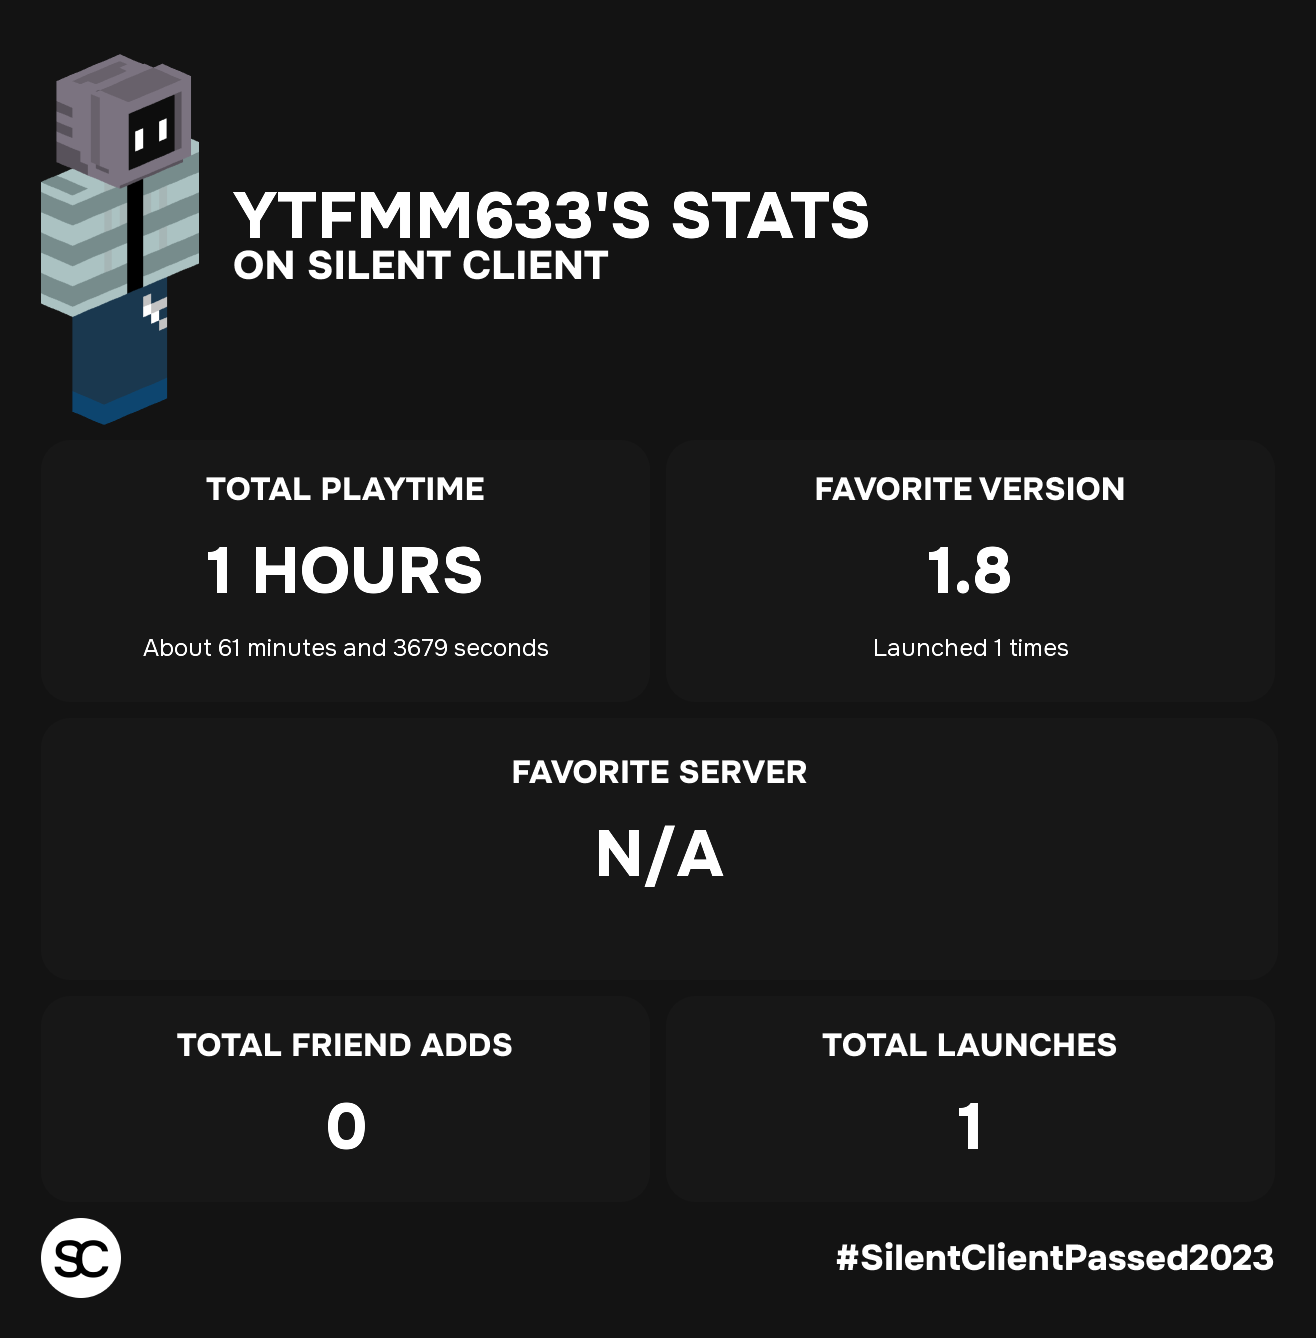 YTFMM633'S STATS
ON SILENT CLIENT
TOTAL PLAYTIME
1 HOURS
About 61 minutes and 3679 seconds
FAVORITE VERSION
1.8
Launched 1 times
FAVORITE SERVER
N/A
TOTAL FRIEND ADDS
0
TOTAL LAUNCHES
1
SC
#SilentClientPassed2023